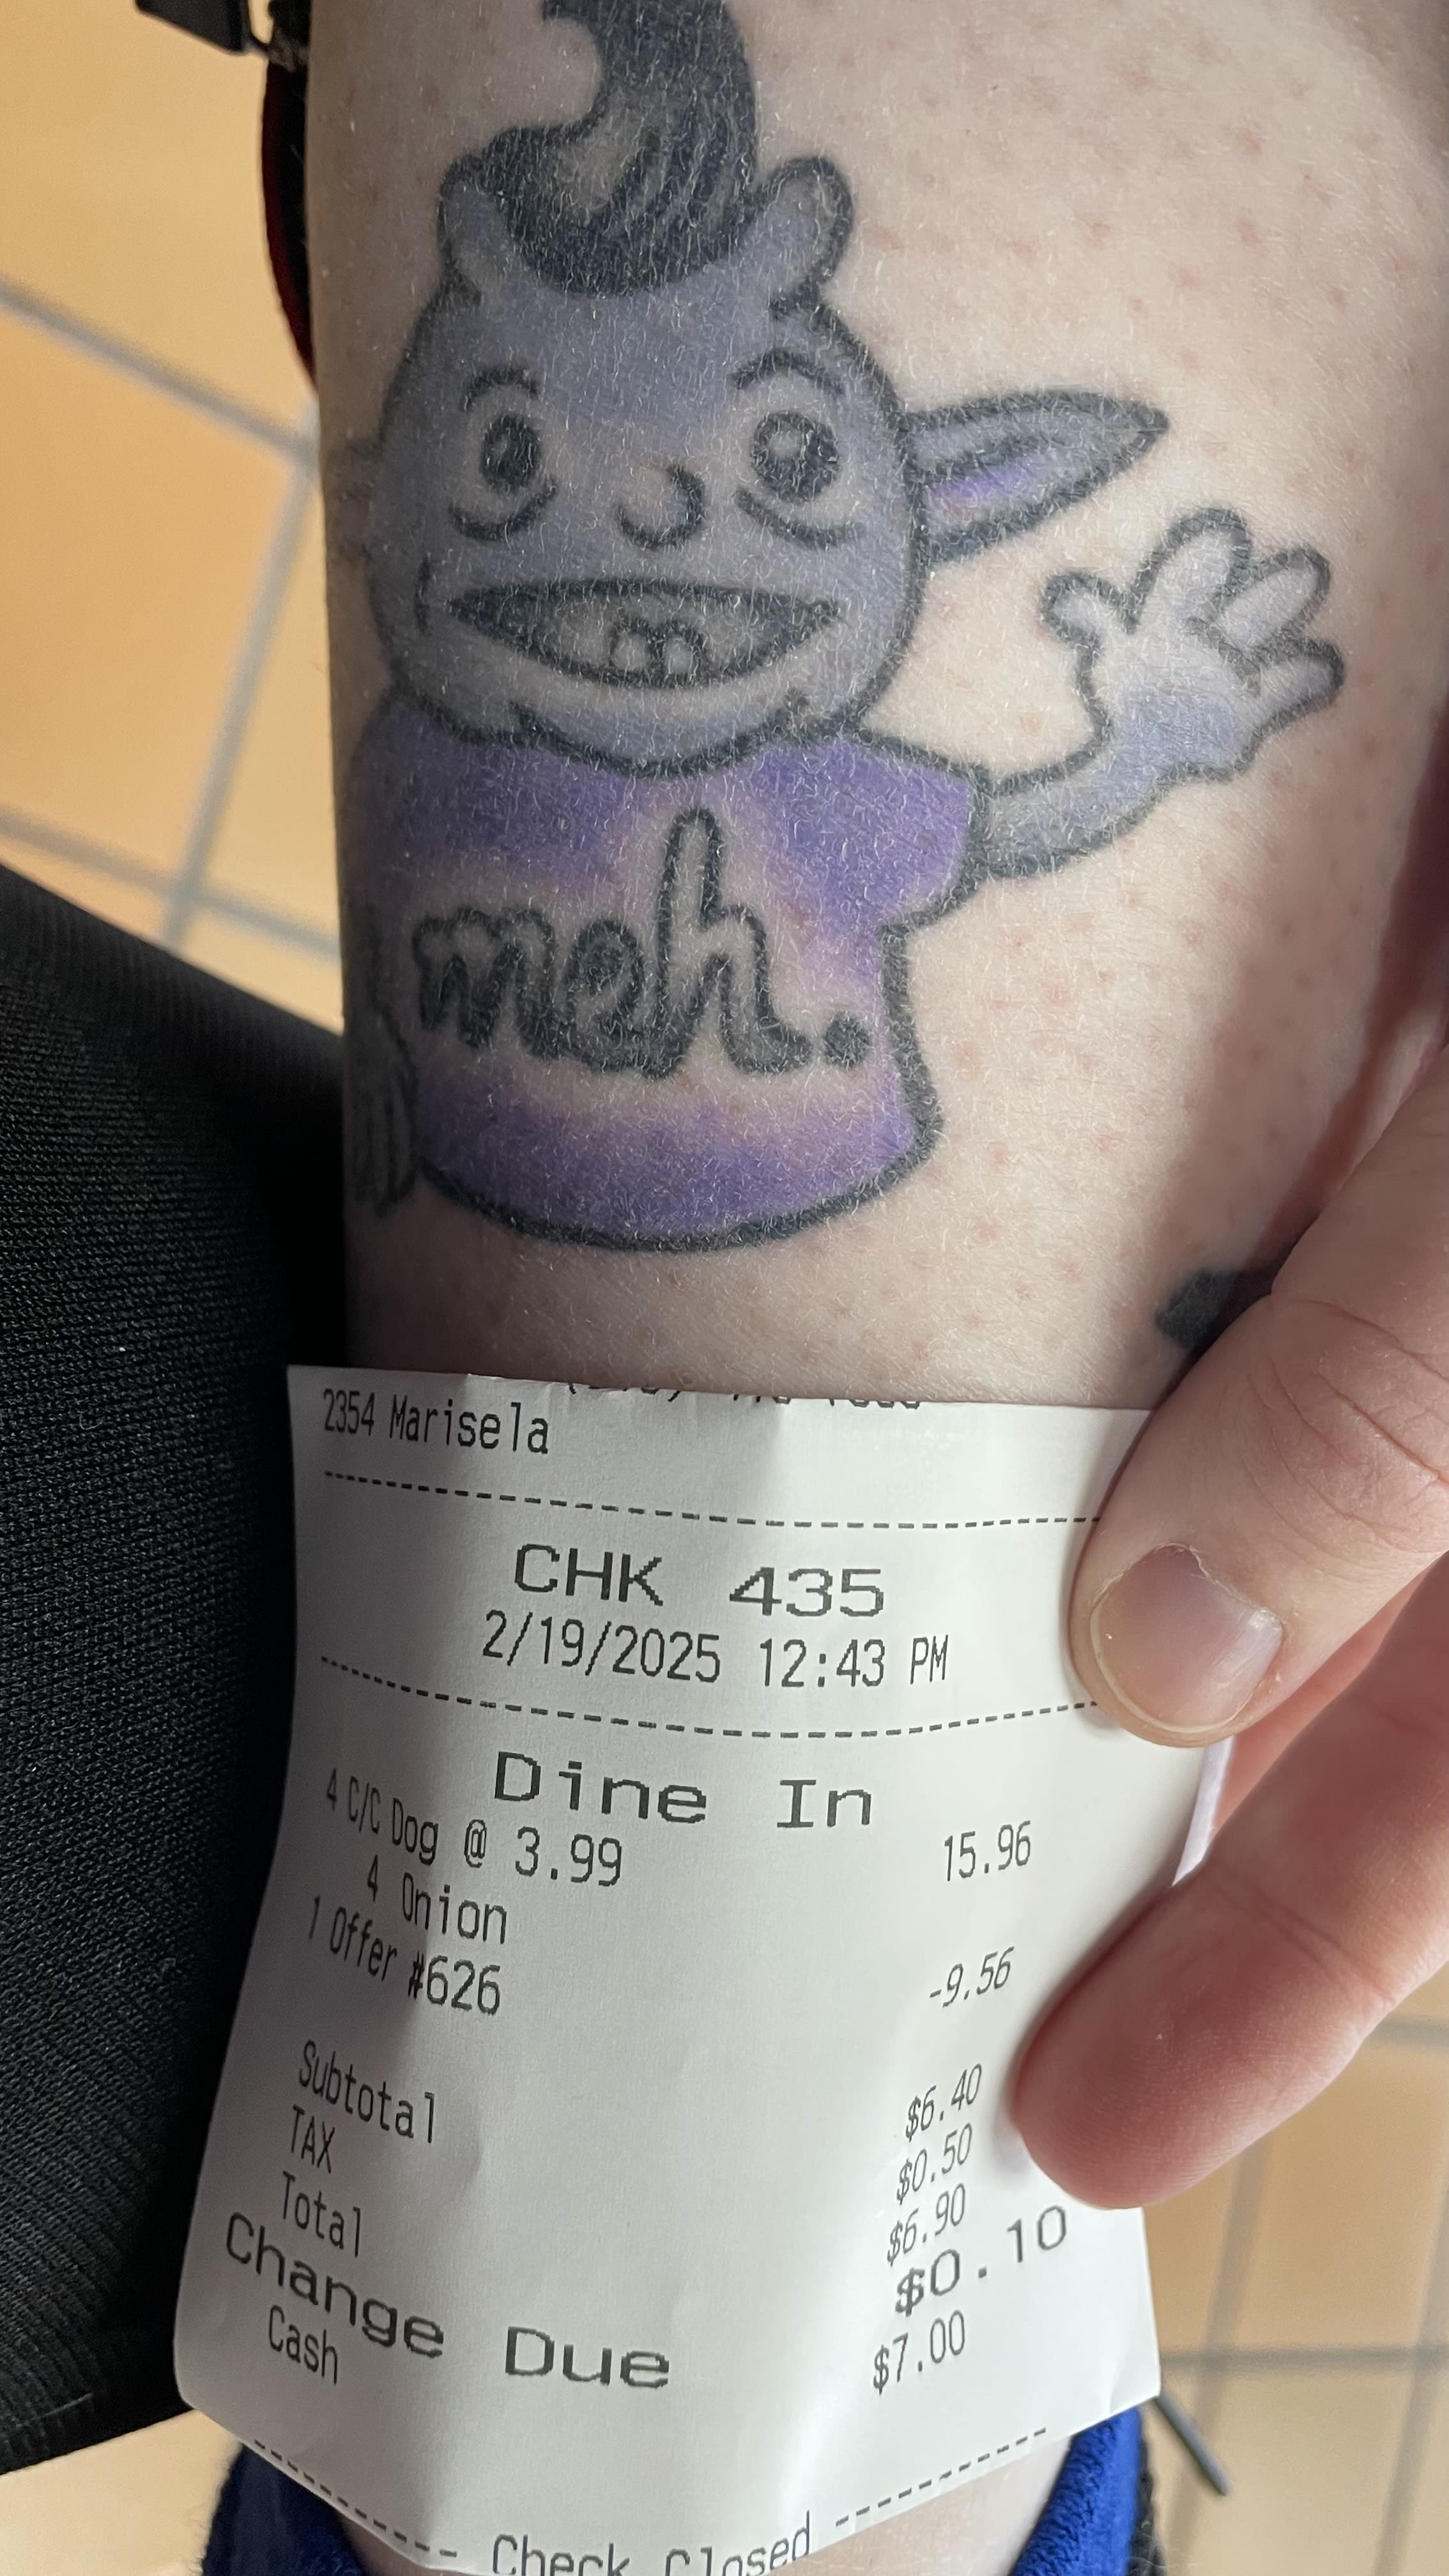 meh.
2354 Marisela
CHK 435
2/19/2025 12:43 PM
Dine In
4 C/C Dog @ 3.99 15.96
4 Onion
1 Offer #626 -9.56
Subtotal $6.40
TAX $0.50
Total $6.90
Change Due $0.10
Cash $7.00
---- Check Closed ----